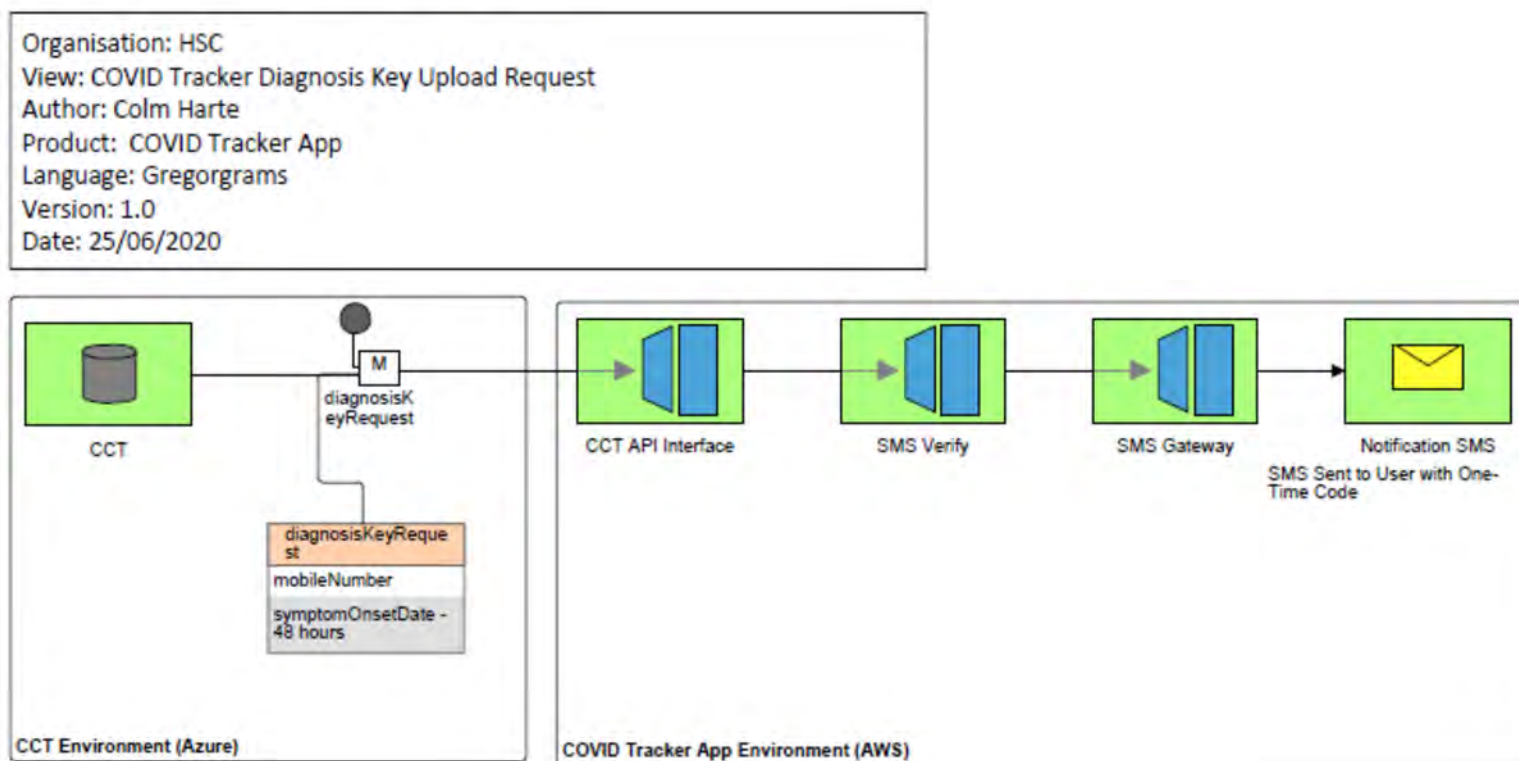 Organisation: HSC
View: COVID Tracker Diagnosis Key Upload Request
Author: Colm Harte
Product:  COVID Tracker App
Language: Gregorgrams
Version: 1.0
Date: 25/06/2020
M
diagnosisK
eyRequest
CCT
CCT API Interface
SMS Verify
SMS Gateway
Notification SMS
SMS Sent to User with One-
Time Code
diagnosisKeyReque
st
mobileNumber
symptomOnsetDate -
48 hours
CCT Environment (Azure)
COVID Tracker App Environment (AWS)